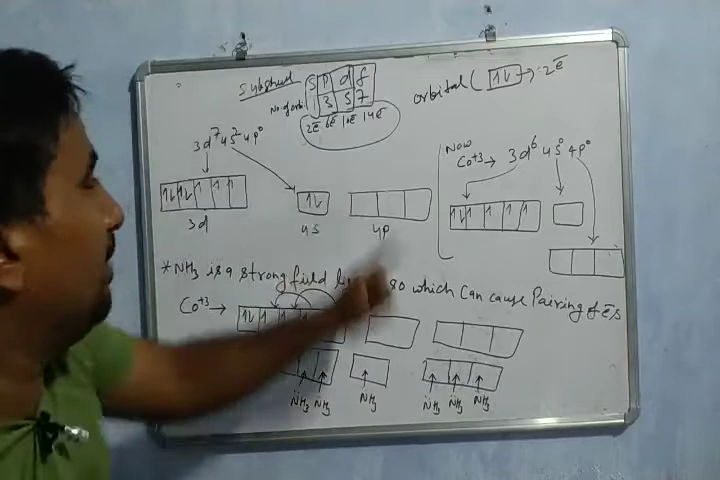 Subshell S P d f
No. of orbi 1 3 5 7
2e̅ 6e̅ 10e̅ 14e̅
orbital ( ↑↓ → 2e̅
3d⁷ 4s² 4p⁰
↑↓ ↑↓ ↑ ↑ ↑
3d
↑↓
4s
4p
Now
Co⁺³ → 3d⁶ 4s⁰ 4p⁰
↑↓ ↑ ↑ ↑ ↑
*NH₃ is a strong field so which can cause Pairing of e̅s
Co⁺³ →
NH₃ NH₃ NH₃ NH₃ NH₃ NH₃